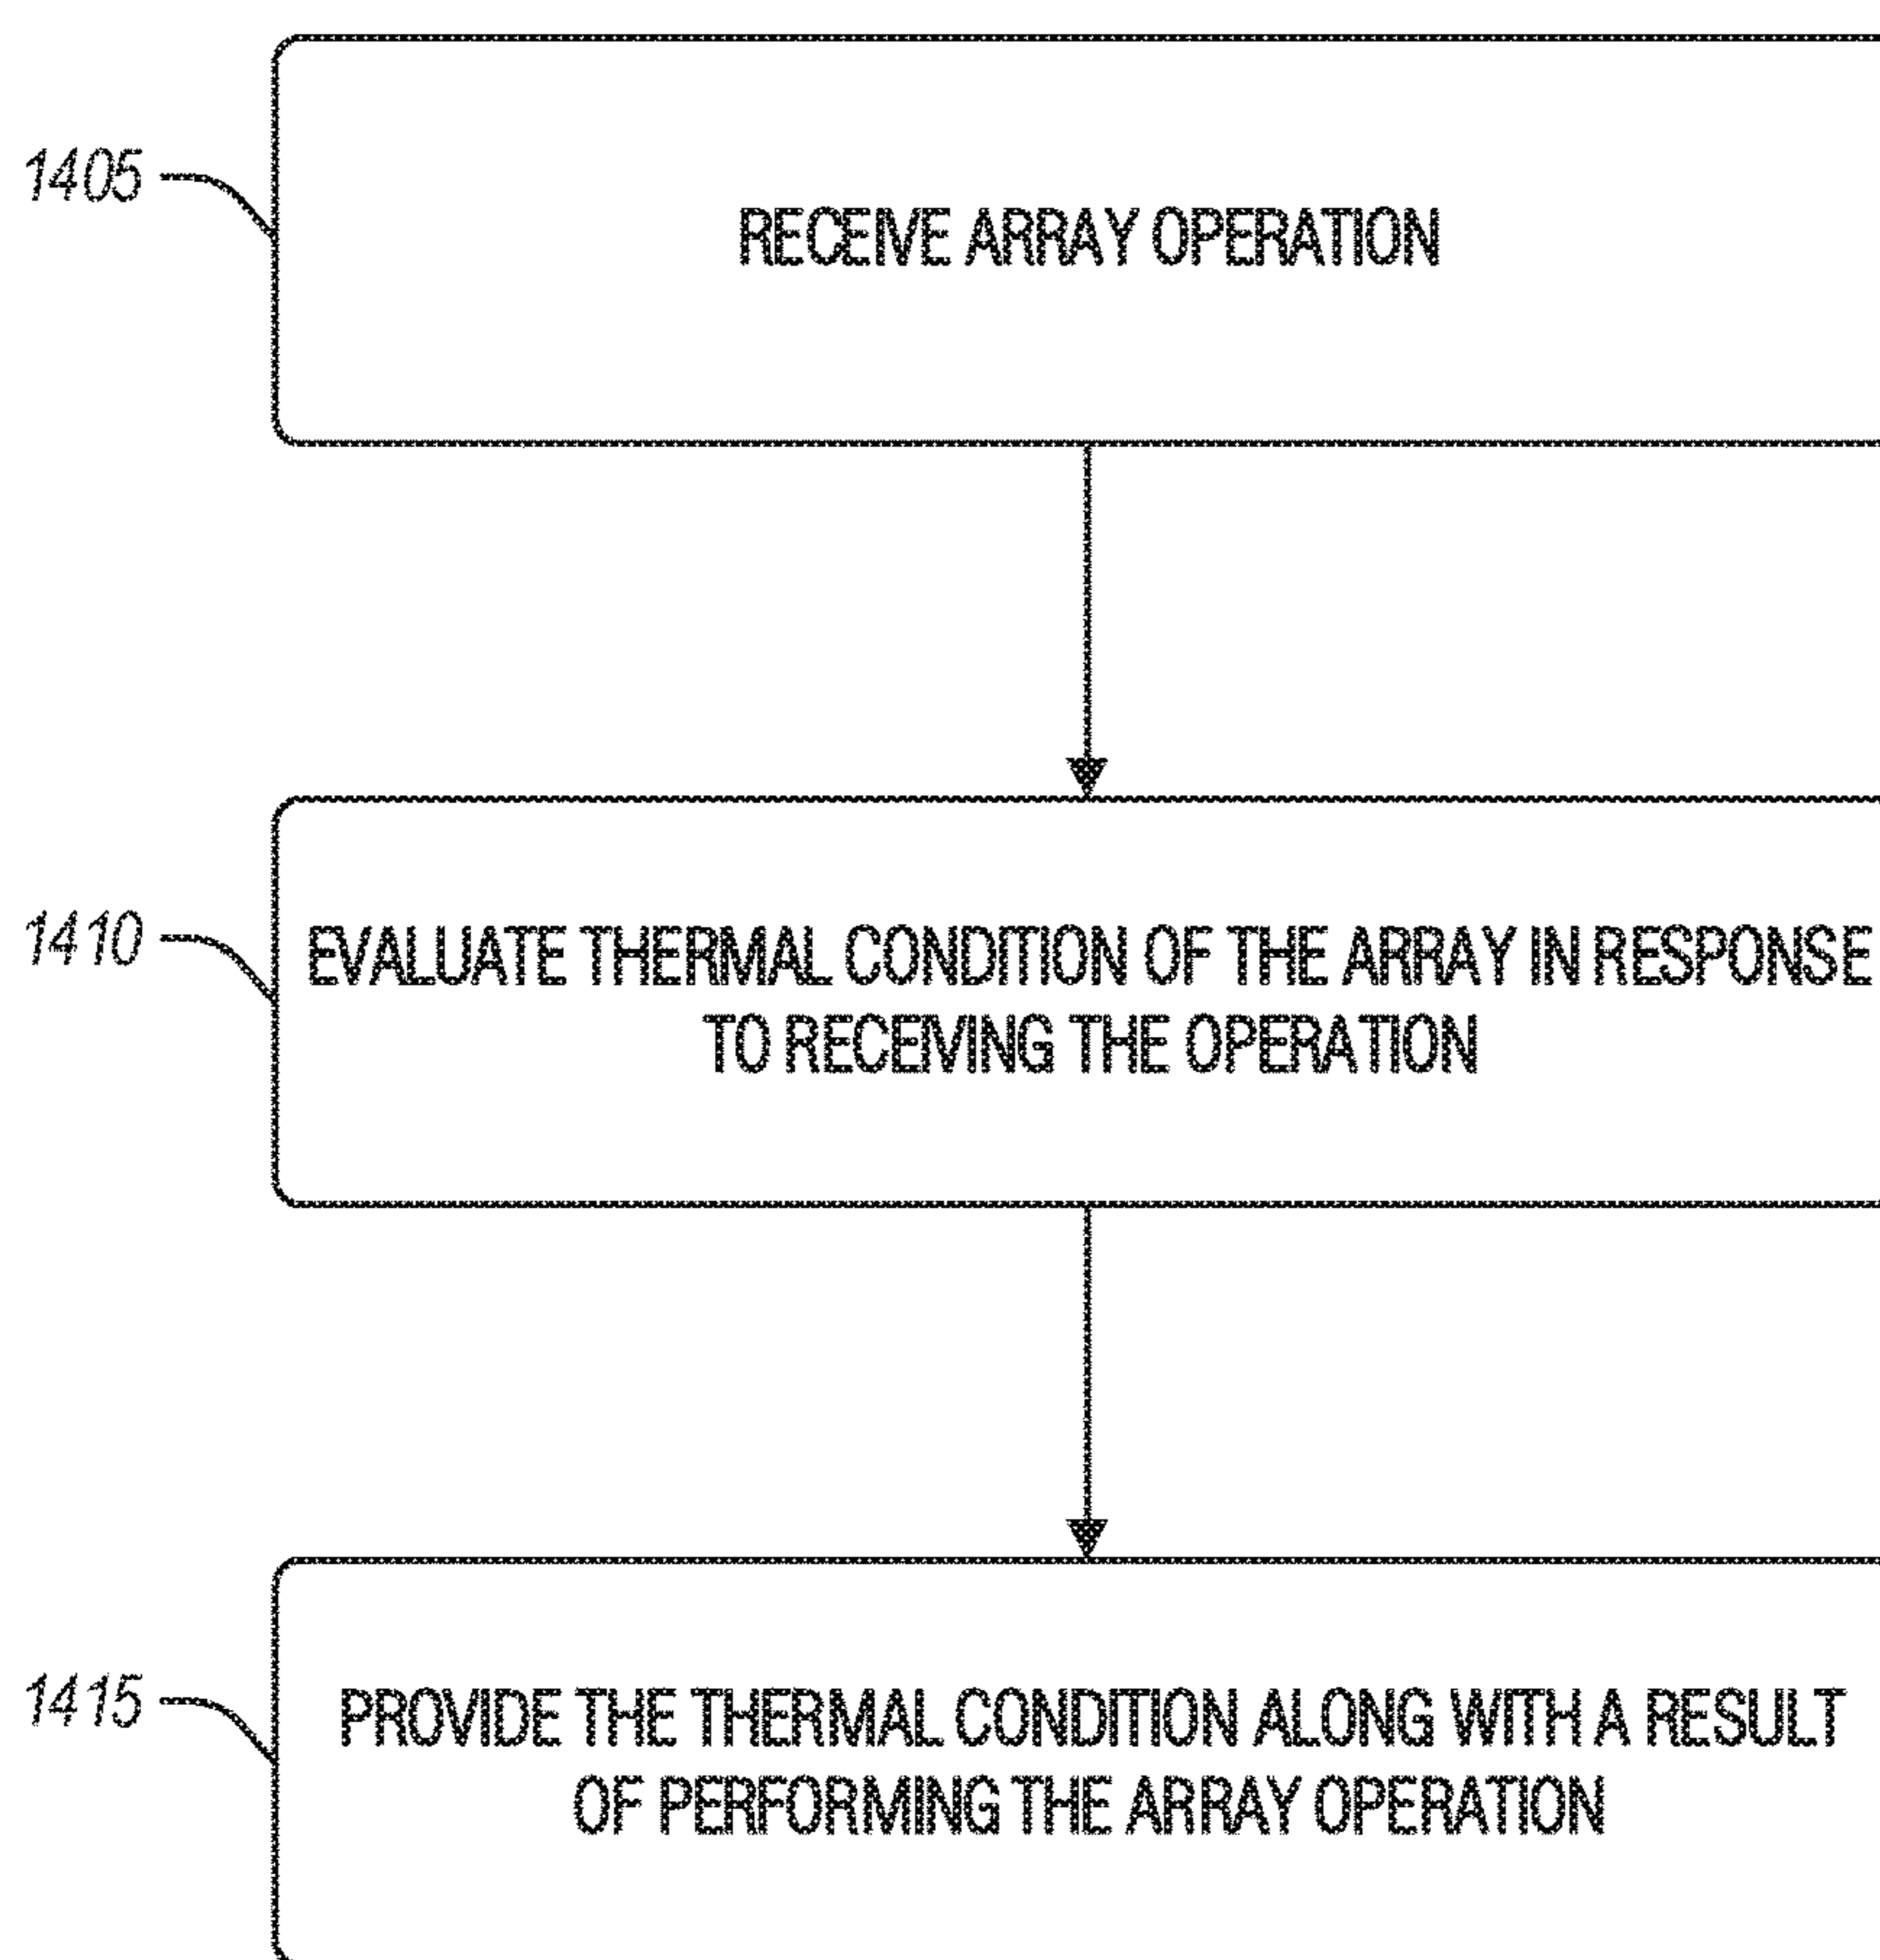 1405
RECEIVE ARRAY OPERATION
1410
EVALUATE THERMAL CONDITION OF THE ARRAY IN RESPONSE
TO RECEIVING THE OPERATION
1415
PROVIDE THE THERMAL CONDITION ALONG WITH A RESULT
OF PERFORMING THE ARRAY OPERATION